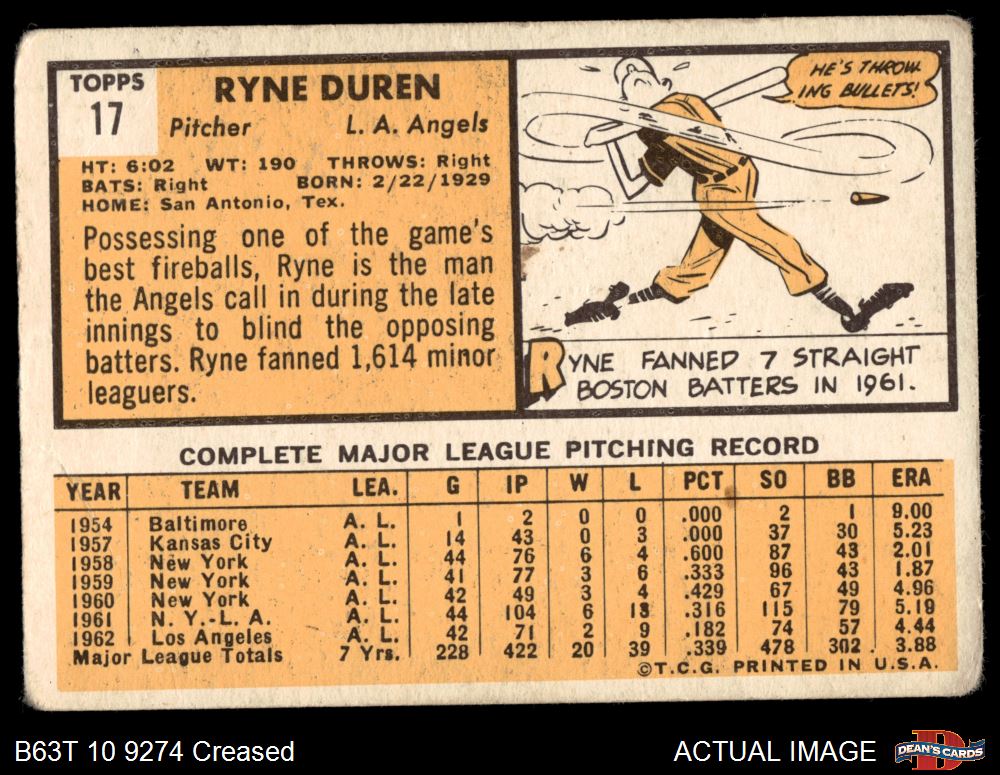 TOPPS
17
RYNE DUREN
Pitcher L. A. Angels
HT: 6:02 WT: 190 THROWS: Right
BATS: Right BORN: 2/22/1929
HOME: San Antonio, Tex.
Possessing one of the game's
best fireballs, Ryne is the man
the Angels call in during the late
innings to blind the opposing
batters. Ryne fanned 1,614 minor
leaguers.
HE'S THROW-
ING BULLETS!
RYNE FANNED 7 STRAIGHT
BOSTON BATTERS IN 1961.
COMPLETE MAJOR LEAGUE PITCHING RECORD
YEAR TEAM LEA. G IP W L PCT SO BB ERA
1954 Baltimore A. L. 1 2 0 0 .000 2 1 9.00
1957 Kansas City A. L. 14 43 0 3 .000 37 30 5.23
1958 New York A. L. 44 76 6 4 .600 87 43 2.01
1959 New York A. L. 41 77 3 6 .333 96 43 1.87
1960 New York A. L. 42 49 3 4 .429 67 49 4.96
1961 N. Y.-L. A. A. L. 44 104 6 13 .316 115 79 5.19
1962 Los Angeles A. L. 42 71 2 9 .182 74 57 4.44
Major League Totals 7 Yrs. 228 422 20 39 .339 478 302 3.88
©T.C.G. PRINTED IN U.S.A.
B63T 10 9274 Creased ACTUAL IMAGE
D
DEAN'S CARDS